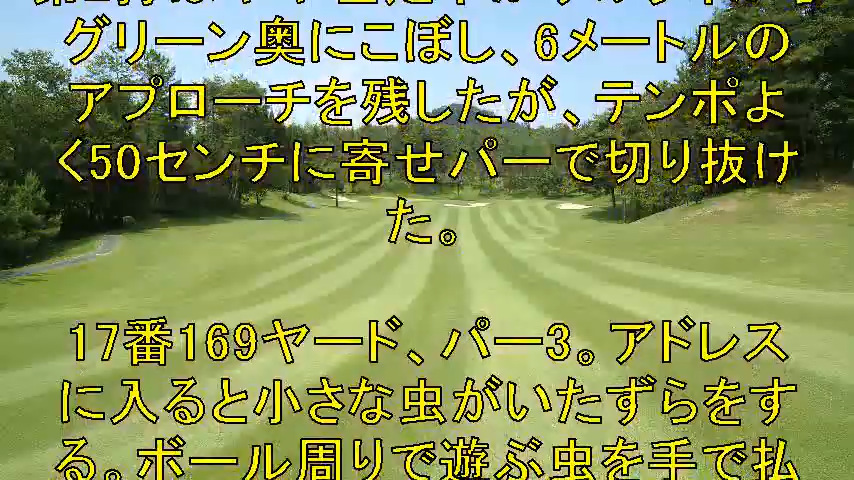 グリーン奥にこぼし、6メートルの
アプローチを残したが、テンポよ
く50センチに寄せパーで切り抜け
た。
17番169ヤード、パー3。アドレス
に入ると小さな虫がいたずらをす
る。ボール周りで遊ぶ虫を手で払